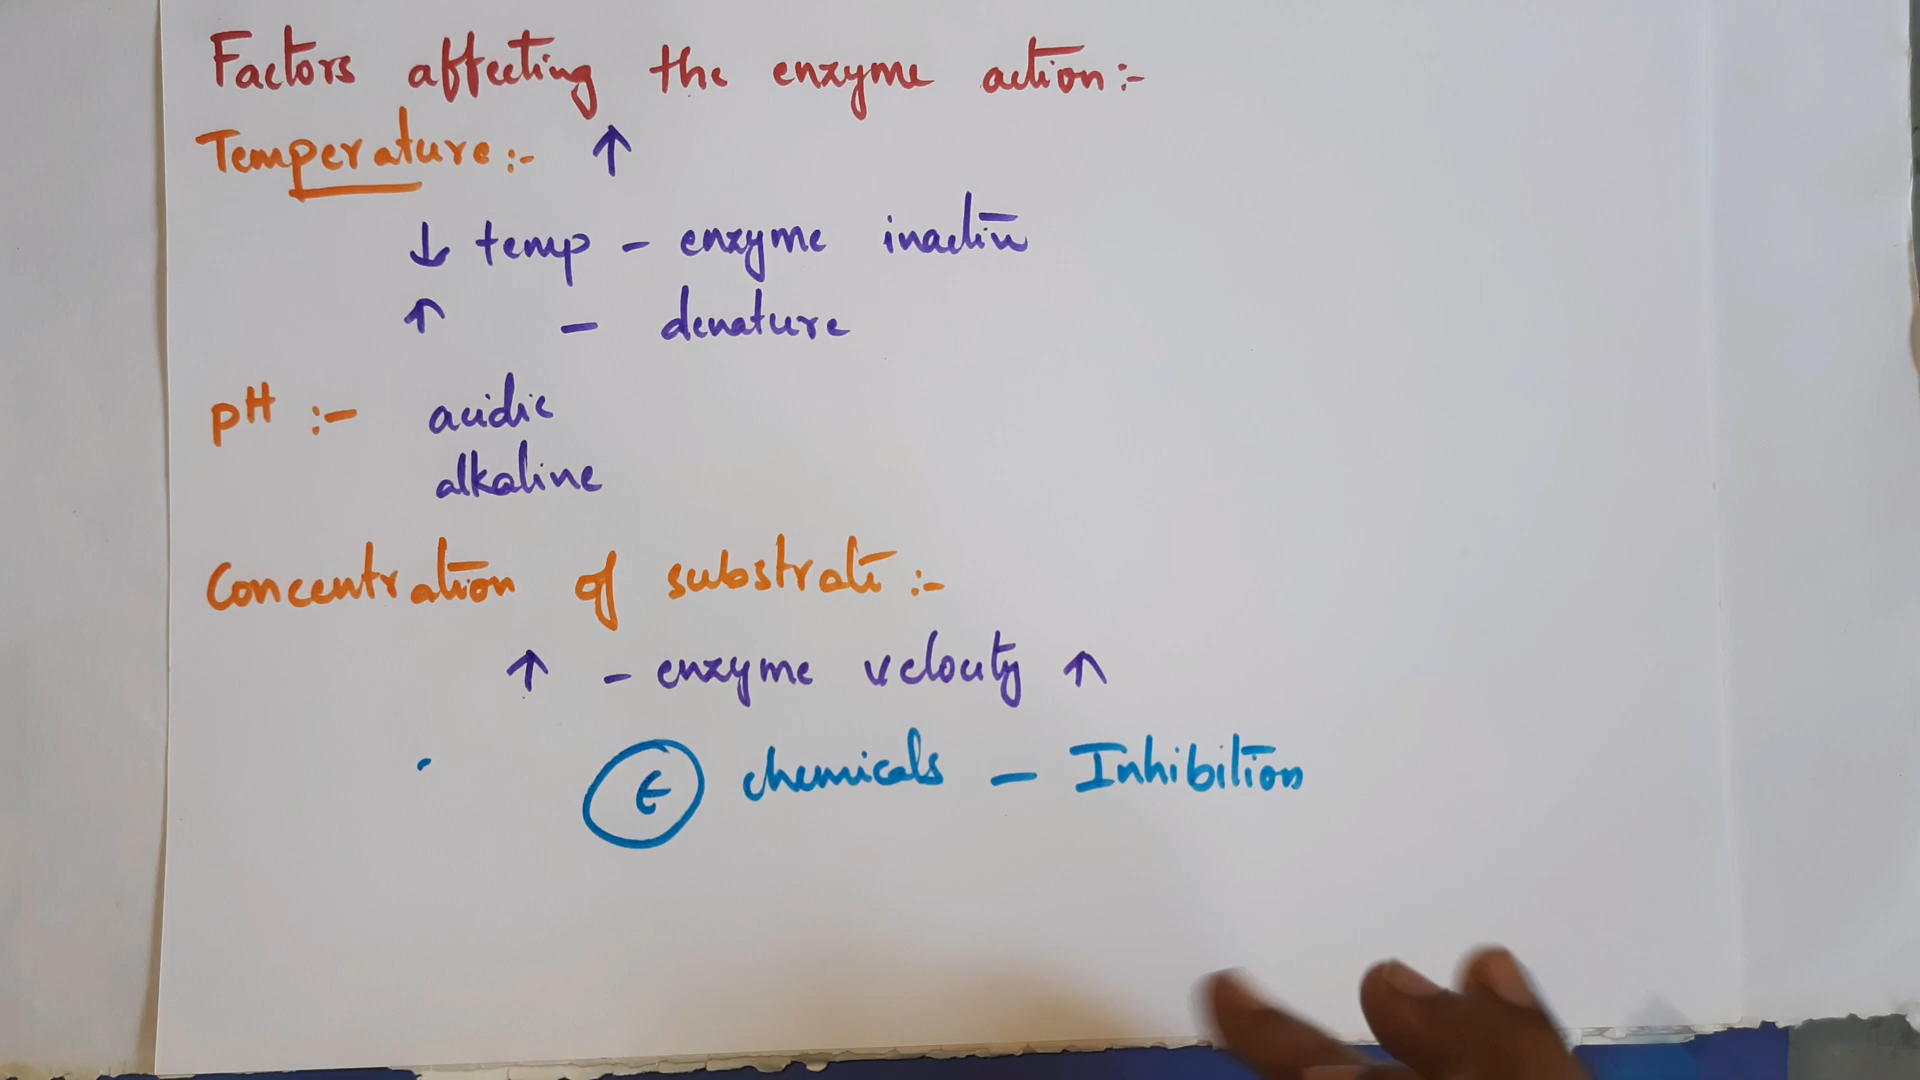 Factors affecting the enzyme action:-
Temperature:- ↑
↓ temp - enzyme inactive
↑ - denature
pH :- acidic
alkaline
Concentration of substrate :-
↑ - enzyme velocity ↑
E chemicals - Inhibition